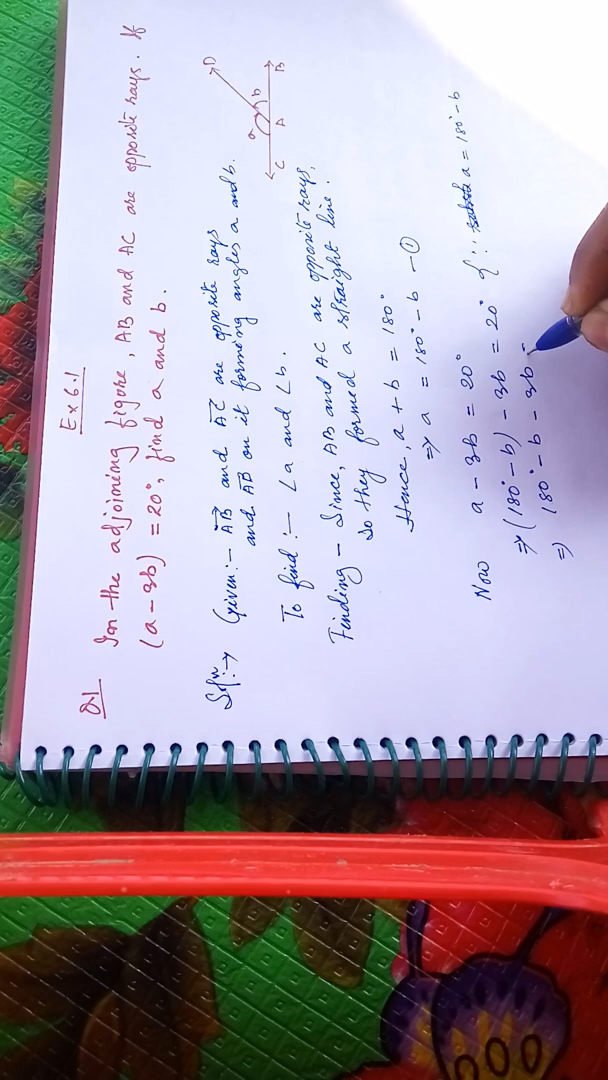 Ex 6.1
Q.1 In the adjoining figure, AB and AC are opposite rays. If
(a - 3b) = 20°, find a and b.
Solⁿ:→ Given:- AB and AC are opposite rays
and AD on it forming angles a and b.
D
a b
C A B
To find :- ∠a and ∠b.
Finding - Since, AB and AC are opposite rays,
So they formed a straight line.
Hence, a + b = 180°
⇒ a = 180° - b - ①
Now a - 3b = 20°
⇒ (180° - b) - 3b = 20° {∵ a = 180° - b
⇒ 180° - b - 3b